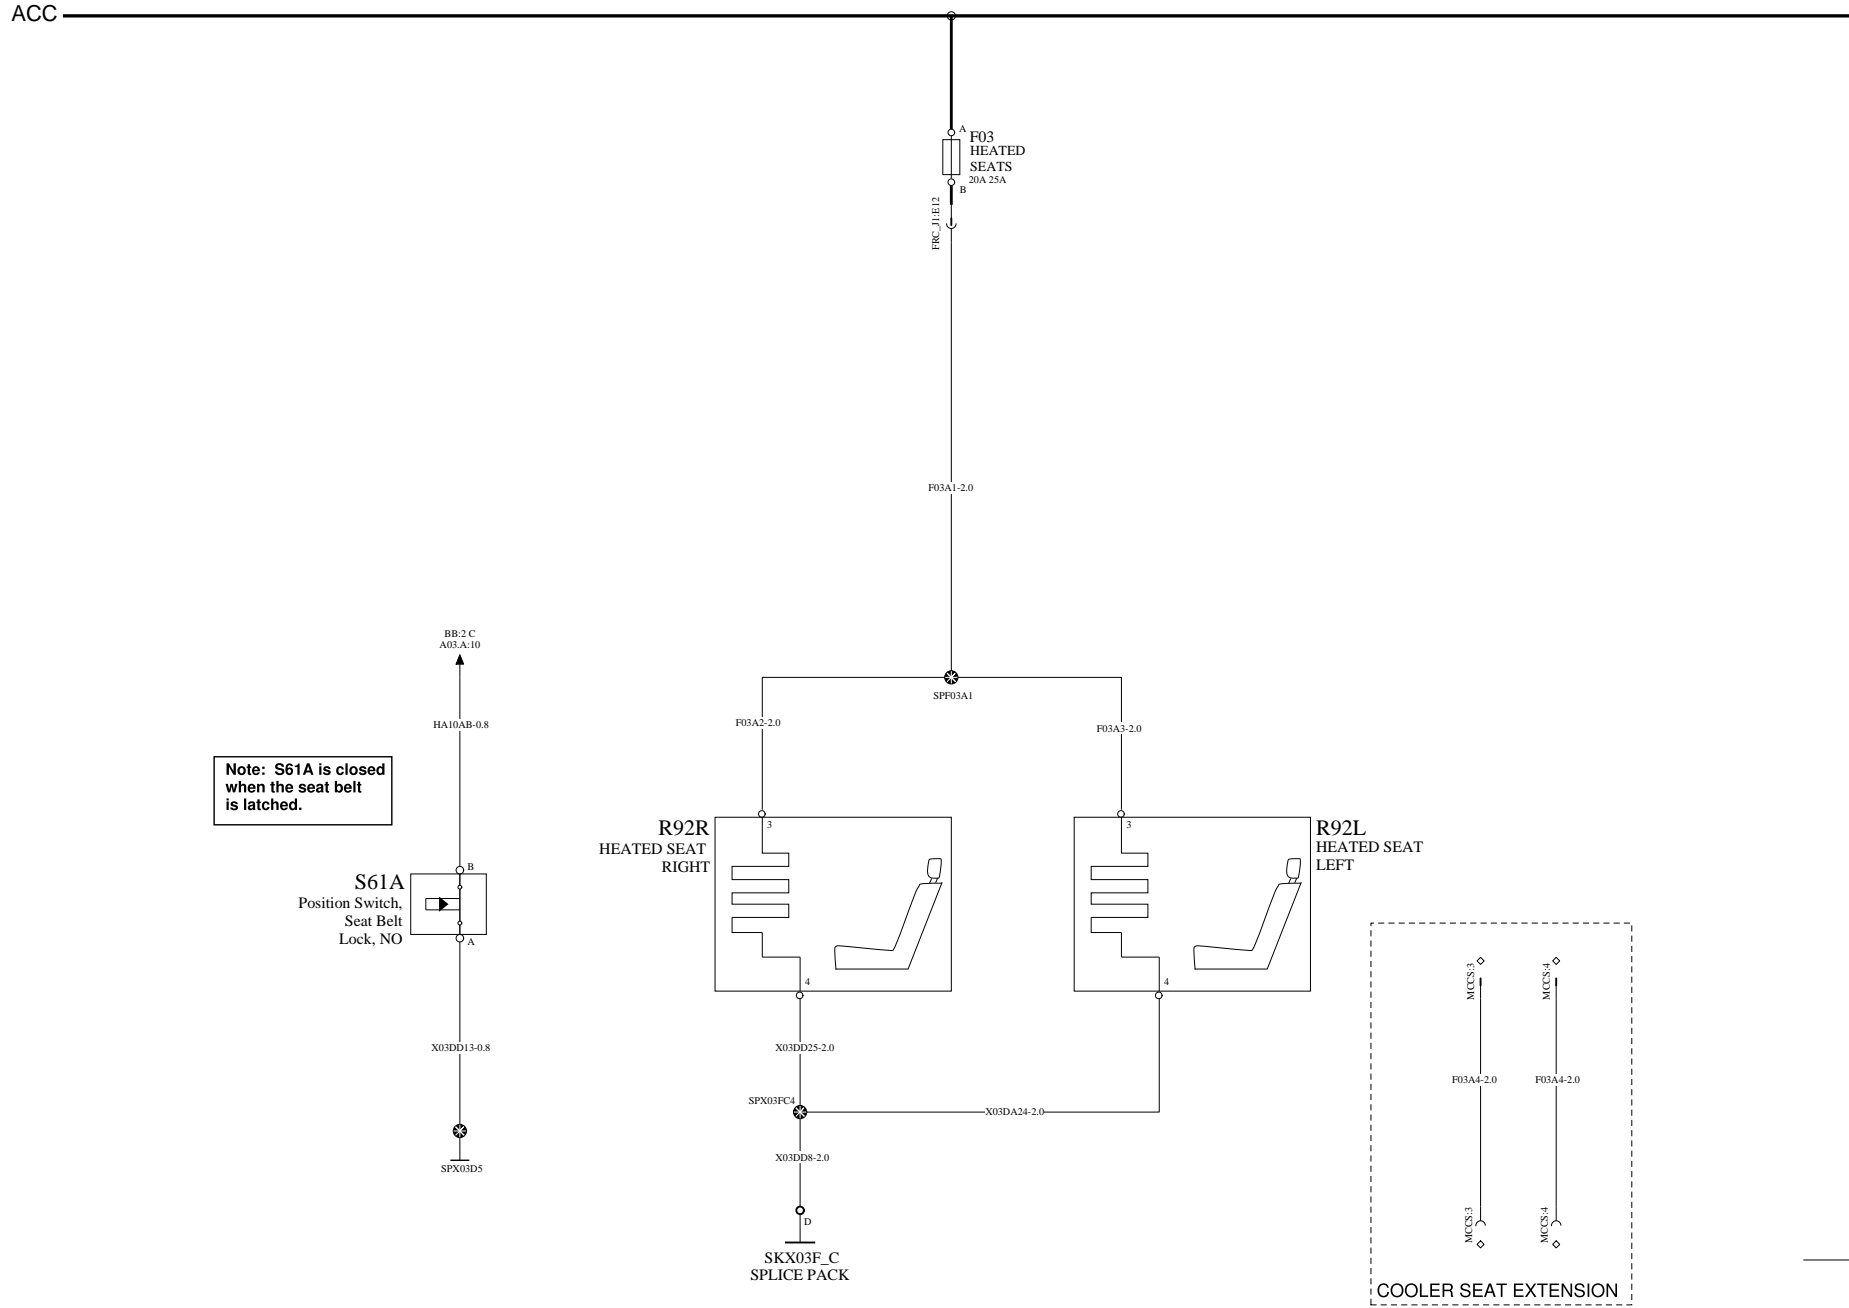 ACC
A
F03
HEATED
SEATS
20A 25A
B
FRC_J1:E12
F03A1-2.0
BB:2 C
A03.A:10
SPF03A1
HA10AB-0.8
F03A2-2.0
F03A3-2.0
Note: S61A is closed
when the seat belt
is latched.
R92R
HEATED SEAT
RIGHT
3
3
R92L
HEATED SEAT
LEFT
B
S61A
Position Switch,
Seat Belt
Lock, NO
A
4
4
MCCS:3
MCCS:4
X03DD13-0.8
X03DD25-2.0
F03A4-2.0
F03A4-2.0
SPX03FC4
X03DA24-2.0
SPX03D5
X03DD8-2.0
D
MCCS:3
MCCS:4
SKX03F_C
SPLICE PACK
COOLER SEAT EXTENSION